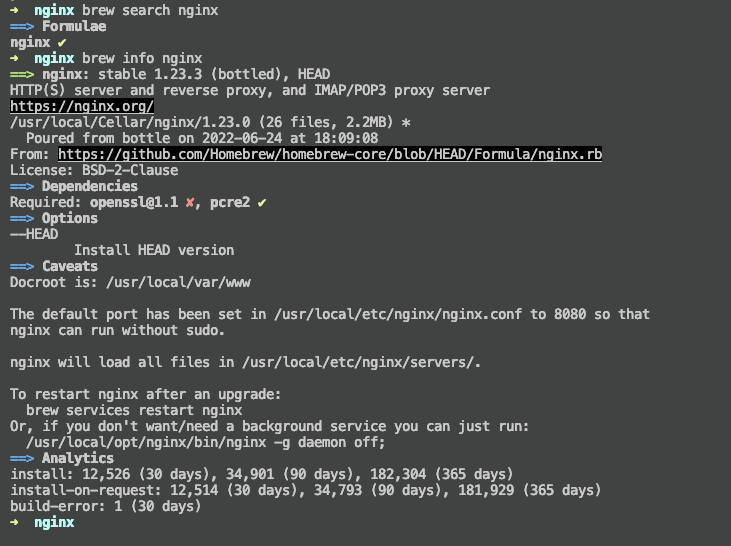 ➜ nginx brew search nginx
==> Formulae
nginx ✔
➜ nginx brew info nginx
==> nginx: stable 1.23.3 (bottled), HEAD
HTTP(S) server and reverse proxy, and IMAP/POP3 proxy server
https://nginx.org/
/usr/local/Cellar/nginx/1.23.0 (26 files, 2.2MB) *
  Poured from bottle on 2022-06-24 at 18:09:08
From: https://github.com/Homebrew/homebrew-core/blob/HEAD/Formula/nginx.rb
License: BSD-2-Clause
==> Dependencies
Required: openssl@1.1 ✘, pcre2 ✔
==> Options
--HEAD
        Install HEAD version
==> Caveats
Docroot is: /usr/local/var/www

The default port has been set in /usr/local/etc/nginx/nginx.conf to 8080 so that
nginx can run without sudo.

nginx will load all files in /usr/local/etc/nginx/servers/.

To restart nginx after an upgrade:
  brew services restart nginx
Or, if you don't want/need a background service you can just run:
  /usr/local/opt/nginx/bin/nginx -g daemon off;
==> Analytics
install: 12,526 (30 days), 34,901 (90 days), 182,304 (365 days)
install-on-request: 12,514 (30 days), 34,793 (90 days), 181,929 (365 days)
build-error: 1 (30 days)
➜ nginx